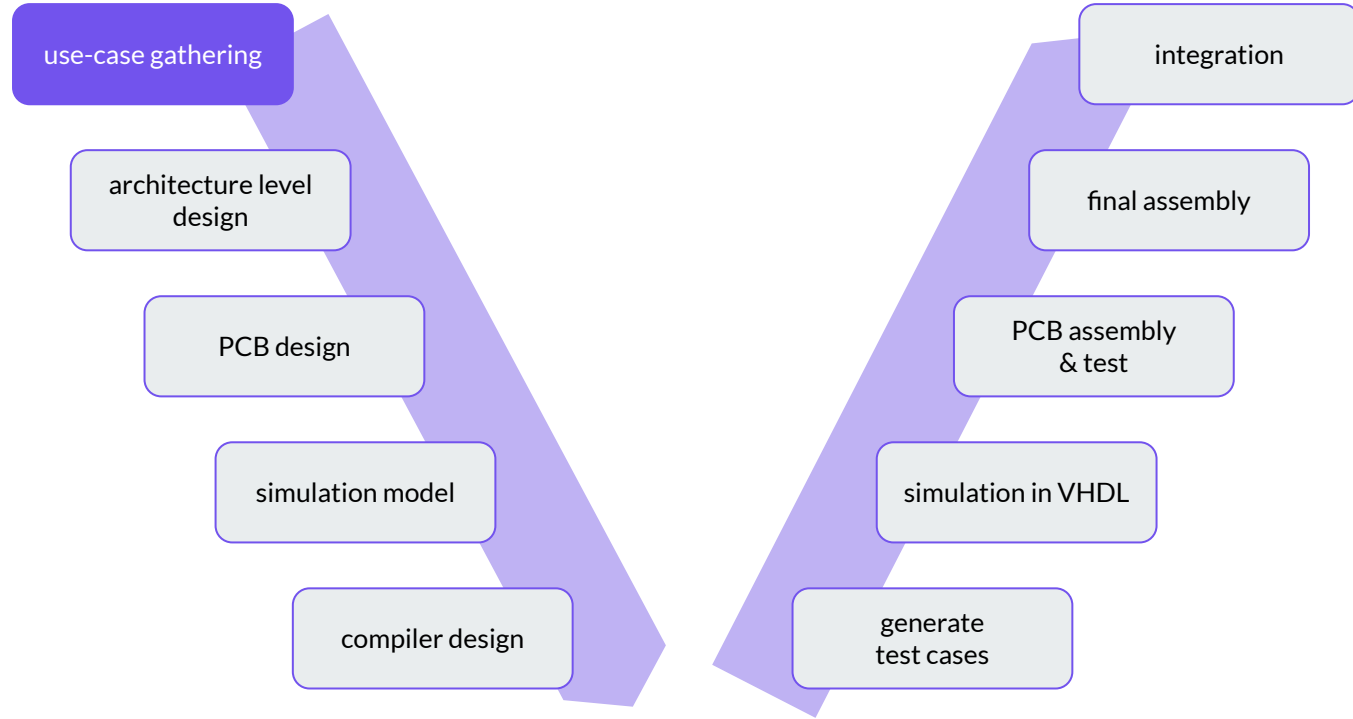 use-case gathering
architecture level
design
PCB design
simulation model
compiler design
integration
final assembly
PCB assembly
& test
simulation in VHDL
generate
test cases